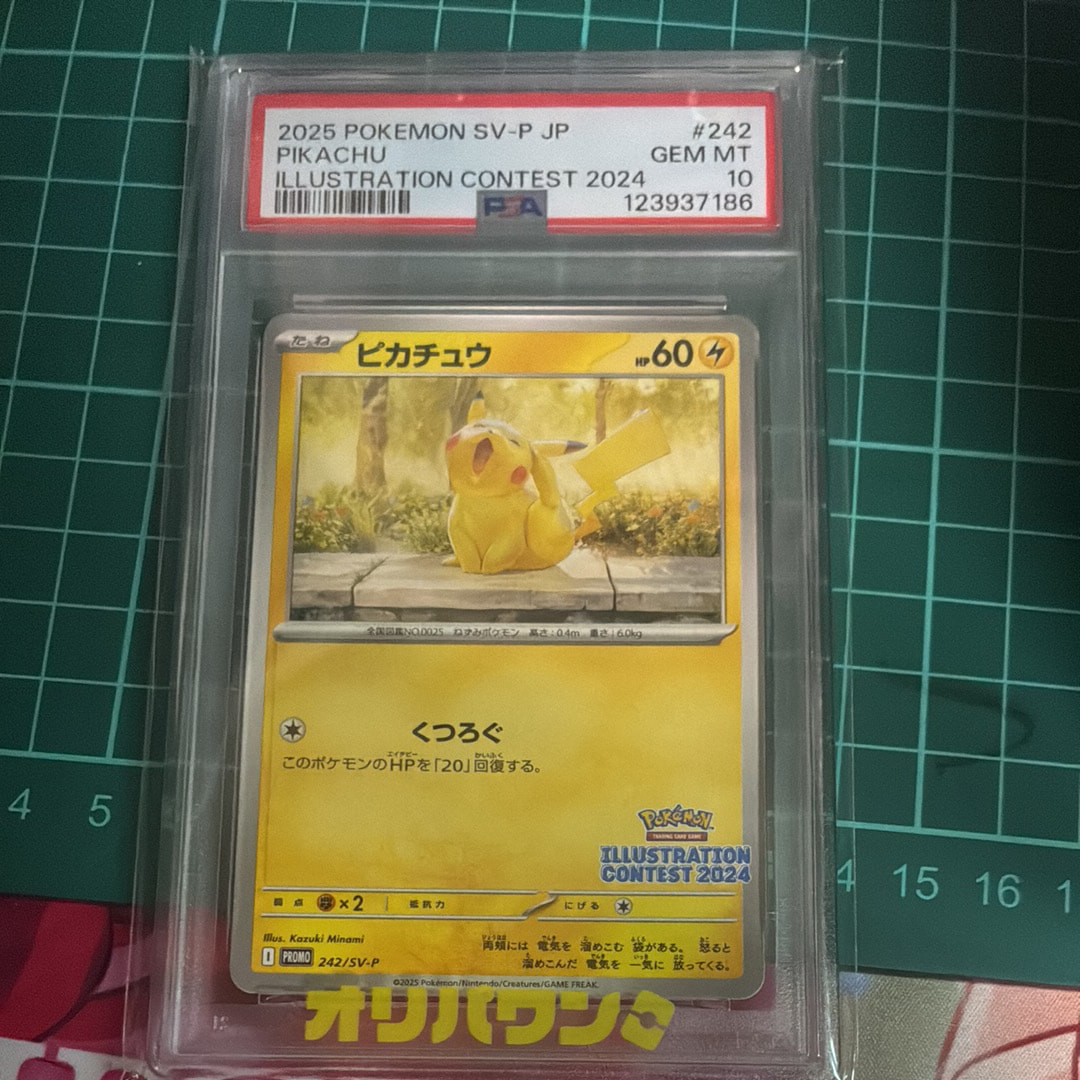 2025 POKEMON SV-P JP #242
PIKACHU GEM MT
ILLUSTRATION CONTEST 2024 10
PSA 123937186
たね ピカチュウ HP60
全国図鑑NO.0025 ねずみポケモン 高さ:0.4m 重さ:6.0kg
くつろぐ
このポケモンのHPを「20」回復する。
Pokémon
TRADING CARD GAME
ILLUSTRATION
CONTEST 2024
弱点 ×2 抵抗力 にげる
Illus. Kazuki Minami
両頬には 電気を 溜めこむ 袋がある。 怒ると
I PROMO 242/SV-P
溜めこんだ 電気を 一気に 放ってくる。
©2025 Pokémon/Nintendo/Creatures/GAME FREAK.
オリパワン
4 5
4 15 16 1